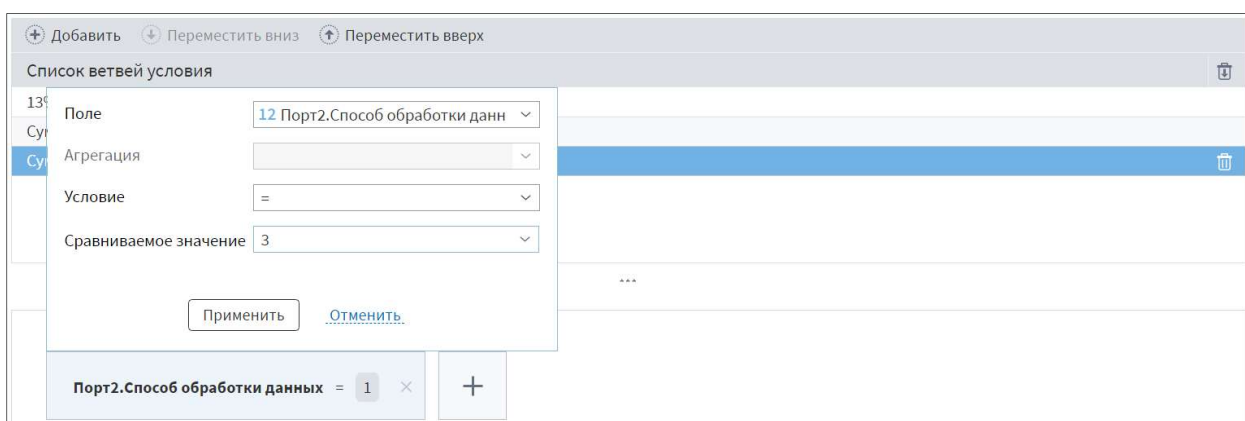 Добавить Переместить вниз Переместить вверх
Список ветвей условия
13%
Поле 12 Порт2.Способ обработки данн
Агрегация
Условие =
Сравниваемое значение 3
Применить Отменить
Порт2.Способ обработки данных = 1